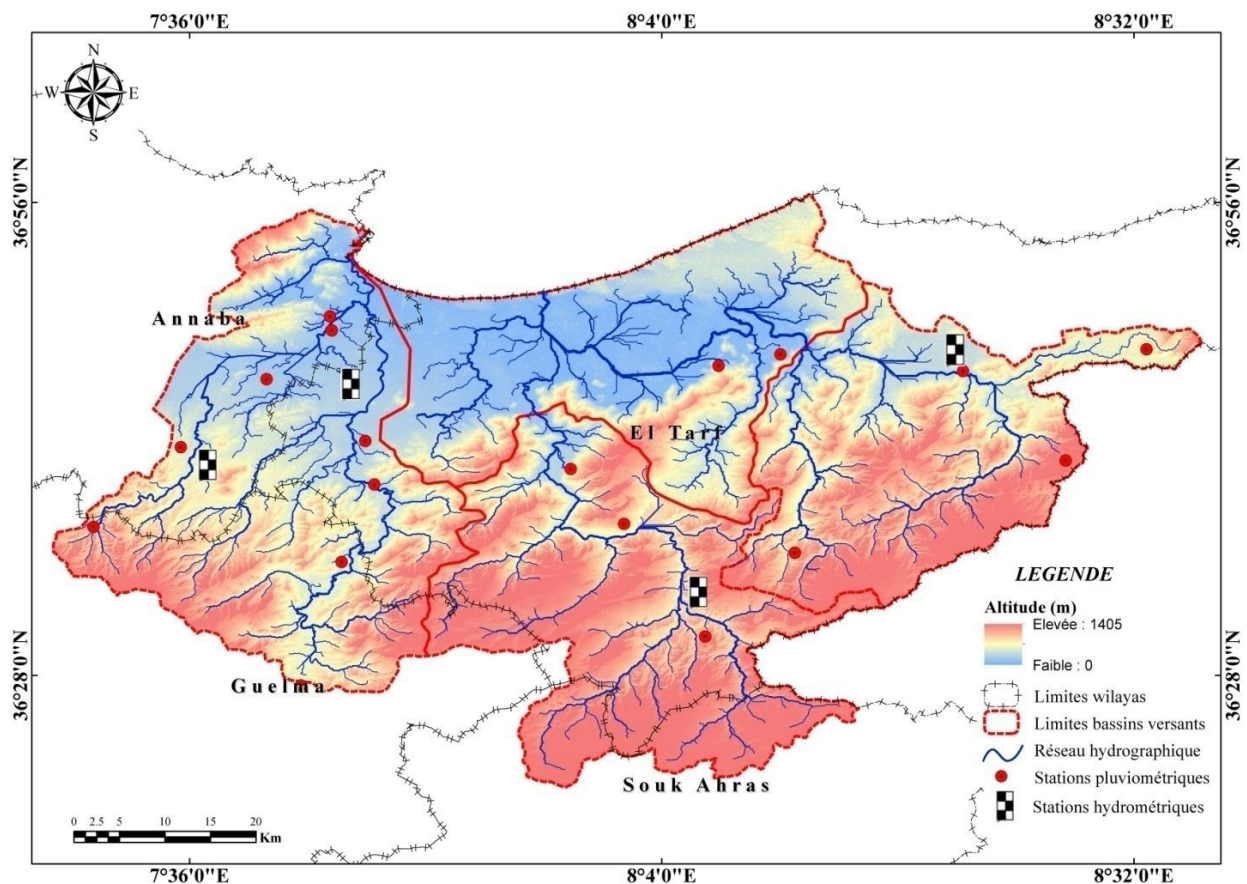 7°36'0"E 8°4'0"E 8°32'0"E
N
W E
S
36°56'0"N 36°56'0"N
Annaba
El Tarf
Guelma
Souk Ahras
LEGENDE
Altitude (m)
Elevée : 1405
Faible : 0
Limites wilayas
Limites bassins versants
Réseau hydrographique
Stations pluviométriques
Stations hydrométriques
36°28'0"N 36°28'0"N
0 2.5 5 10 15 20
Km
7°36'0"E 8°4'0"E 8°32'0"E